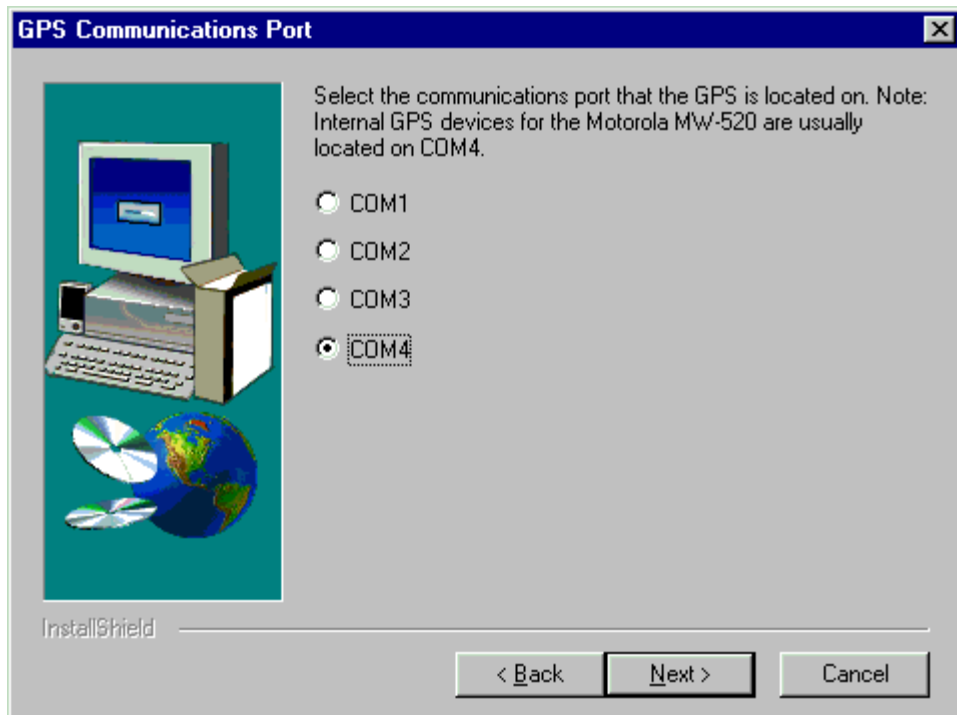 GPS Communications Port
Select the communications port that the GPS is located on. Note:
Internal GPS devices for the Motorola MW-520 are usually
located on COM4.
COM1
COM2
COM3
COM4
InstallShield
< Back Next > Cancel